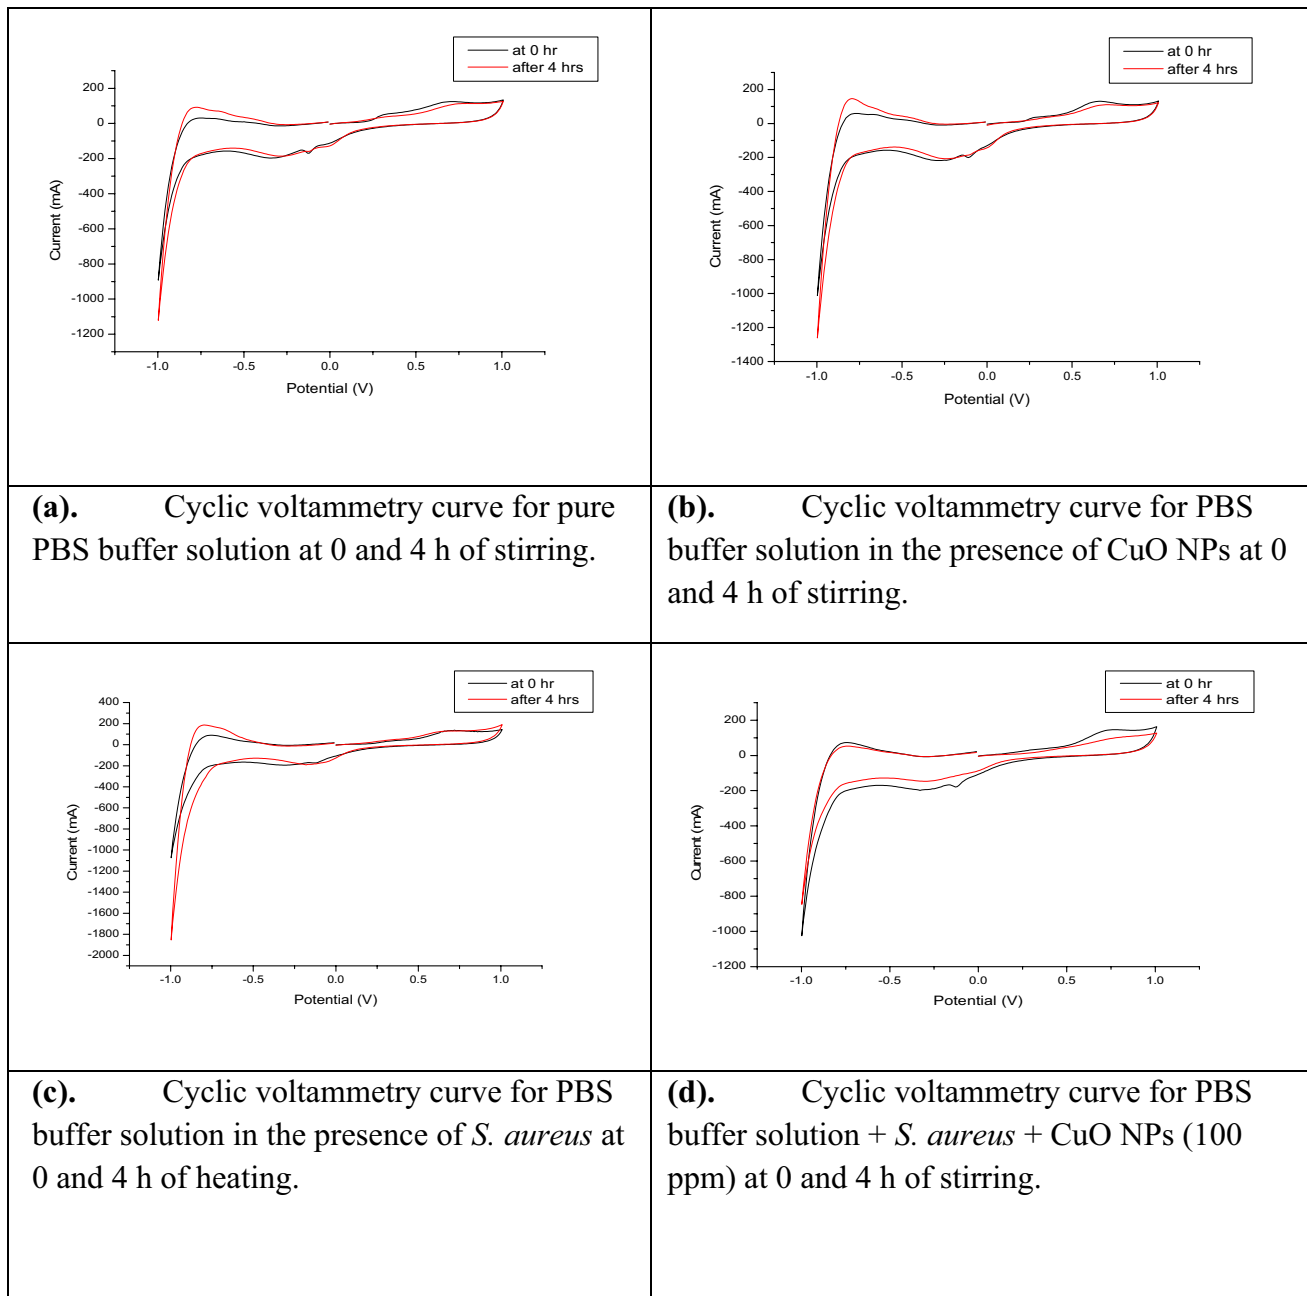 at 0 hr
after 4 hrs
200
0
-200
-400
-600
-800
-1000
-1200
Current (mA)
-1.0 -0.5 0.0 0.5 1.0
Potential (V)
at 0 hr
after 4 hrs
200
0
-200
-400
-600
-800
-1000
-1200
-1400
Current (mA)
-1.0 -0.5 0.0 0.5 1.0
Potential (V)
(a). Cyclic voltammetry curve for pure
PBS buffer solution at 0 and 4 h of stirring.
(b). Cyclic voltammetry curve for PBS
buffer solution in the presence of CuO NPs at 0
and 4 h of stirring.
at 0 hr
after 4 hrs
400
200
0
-200
-400
-600
-800
-1000
-1200
-1400
-1600
-1800
-2000
Current (mA)
-1.0 -0.5 0.0 0.5 1.0
Potential (V)
at 0 hr
after 4 hrs
200
0
-200
-400
-600
-800
-1000
-1200
Current (mA)
-1.0 -0.5 0.0 0.5 1.0
Potential (V)
(c). Cyclic voltammetry curve for PBS
buffer solution in the presence of S. aureus at
0 and 4 h of heating.
(d). Cyclic voltammetry curve for PBS
buffer solution + S. aureus + CuO NPs (100
ppm) at 0 and 4 h of stirring.